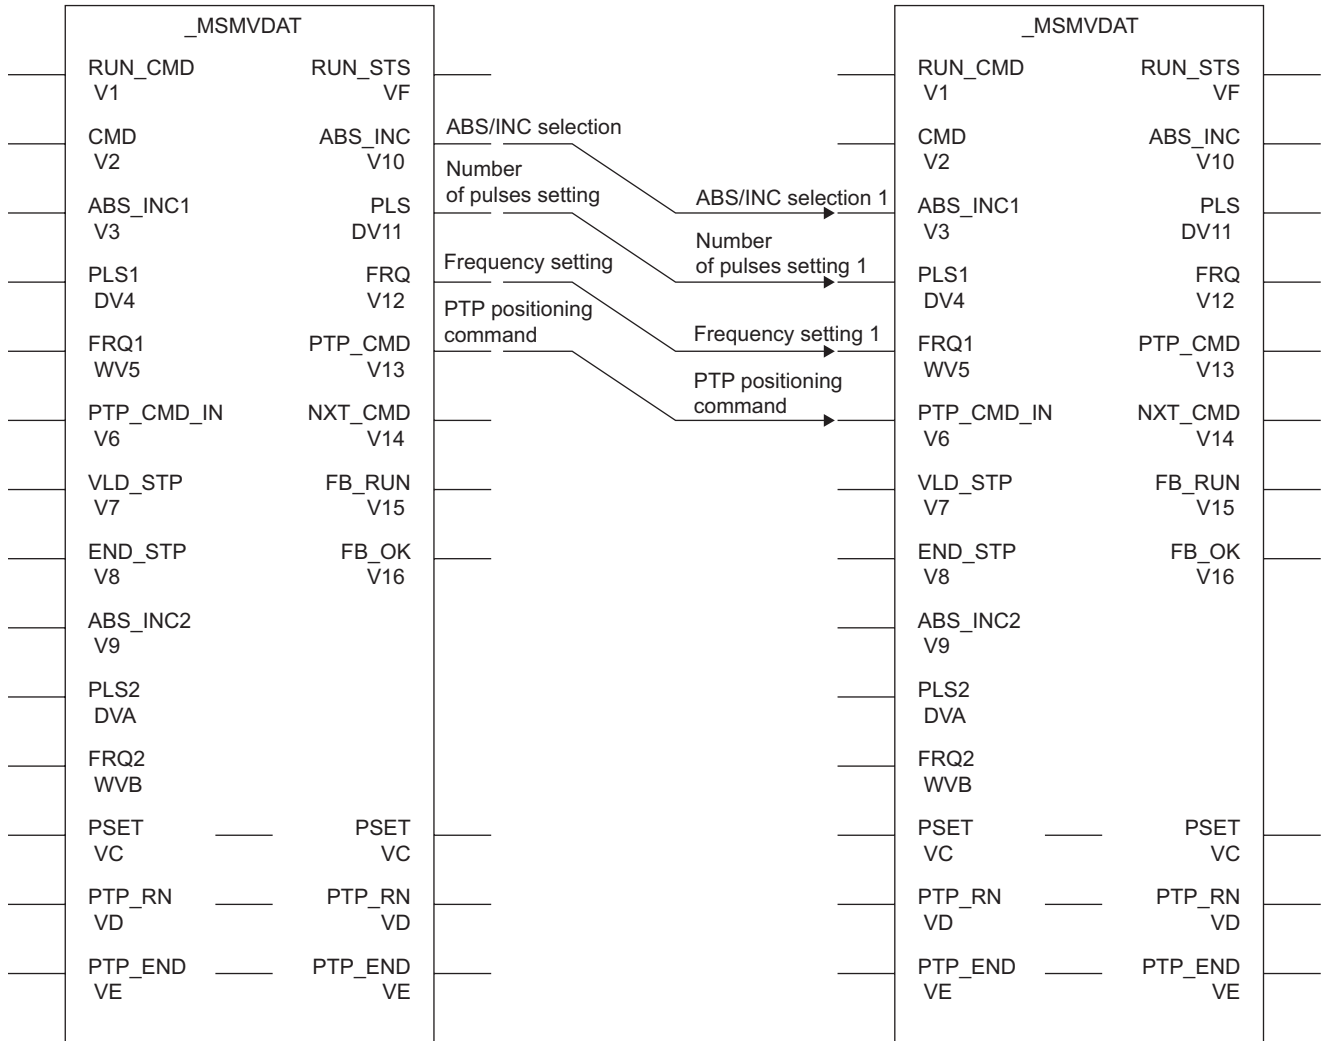 _MSMVDAT
RUN_CMD RUN_STS
V1 VF
CMD ABS_INC
V2 V10
ABS_INC1 PLS
V3 DV11
PLS1 FRQ
DV4 V12
FRQ1 PTP_CMD
WV5 V13
PTP_CMD_IN NXT_CMD
V6 V14
VLD_STP FB_RUN
V7 V15
END_STP FB_OK
V8 V16
ABS_INC2
V9
PLS2
DVA
FRQ2
WVB
PSET PSET
VC VC
PTP_RN PTP_RN
VD VD
PTP_END PTP_END
VE VE
ABS/INC selection
Number
of pulses setting
Frequency setting
PTP positioning
command
ABS/INC selection 1
Number
of pulses setting 1
Frequency setting 1
PTP positioning
command
_MSMVDAT
RUN_CMD RUN_STS
V1 VF
CMD ABS_INC
V2 V10
ABS_INC1 PLS
V3 DV11
PLS1 FRQ
DV4 V12
FRQ1 PTP_CMD
WV5 V13
PTP_CMD_IN NXT_CMD
V6 V14
VLD_STP FB_RUN
V7 V15
END_STP FB_OK
V8 V16
ABS_INC2
V9
PLS2
DVA
FRQ2
WVB
PSET PSET
VC VC
PTP_RN PTP_RN
VD VD
PTP_END PTP_END
VE VE